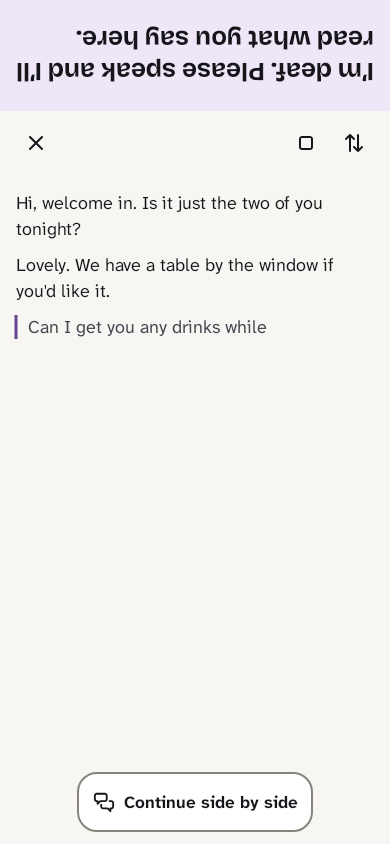 I'm deaf. Please speak and I'll
read what you say here.
Hi, welcome in. Is it just the two of you
tonight?
Lovely. We have a table by the window if
you'd like it.
Can I get you any drinks while
Continue side by side